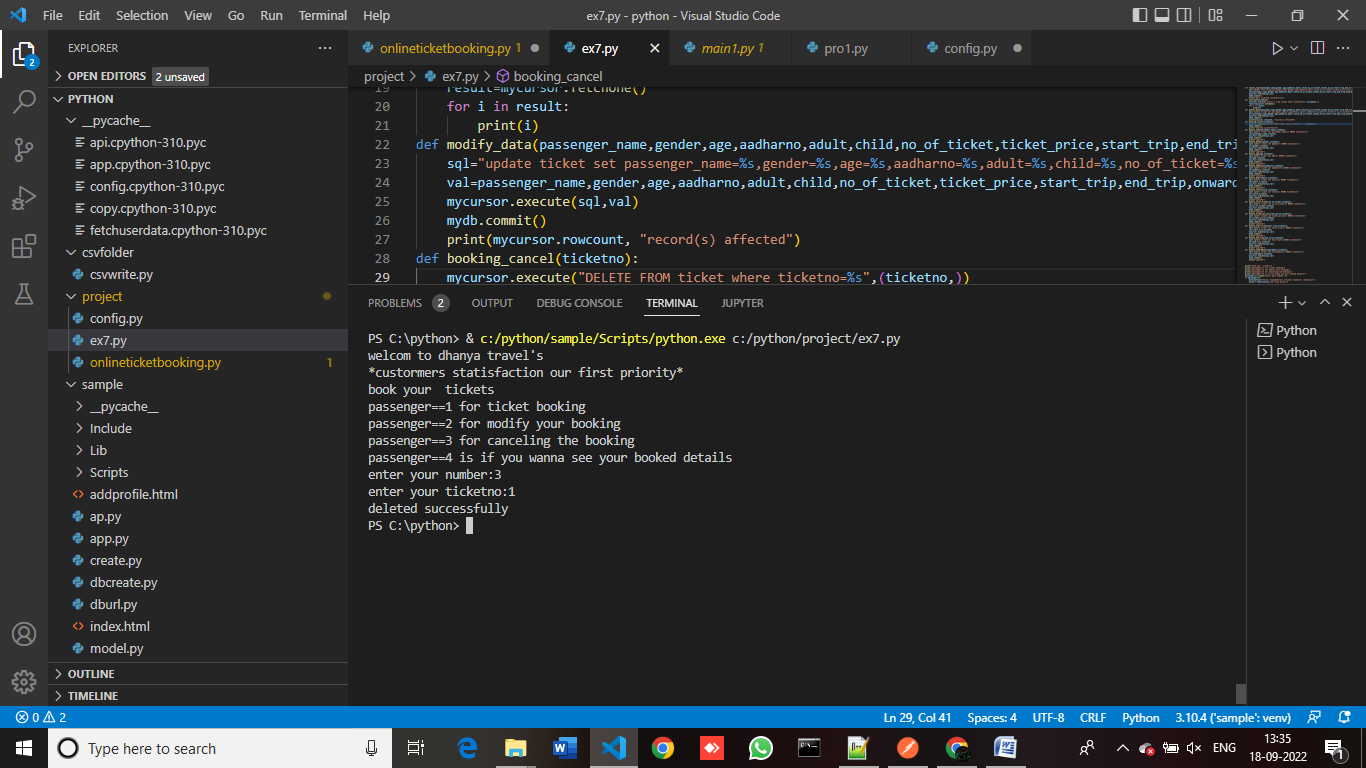 File Edit Selection View Go Run Terminal Help
ex7.py - python - Visual Studio Code
EXPLORER
OPEN EDITORS 2 unsaved
PYTHON
__pycache__
api.cpython-310.pyc
app.cpython-310.pyc
config.cpython-310.pyc
copy.cpython-310.pyc
fetchuserdata.cpython-310.pyc
csvfolder
csvwrite.py
project
config.py
ex7.py
onlineticketbooking.py 1
sample
__pycache__
Include
Lib
Scripts
addprofile.html
ap.py
app.py
create.py
dbcreate.py
dburl.py
index.html
model.py
OUTLINE
TIMELINE
2
onlineticketbooking.py 1 ex7.py main1.py 1 pro1.py config.py
project > ex7.py > booking_cancel
19 result=mycursor.fetchone()
20 for i in result:
21 print(i)
22 def modify_data(passenger_name,gender,age,aadharno,adult,child,no_of_ticket,ticket_price,start_trip,end_tri
23 sql="update ticket set passenger_name=%s,gender=%s,age=%s,aadharno=%s,adult=%s,child=%s,no_of_ticket=%s
24 val=passenger_name,gender,age,aadharno,adult,child,no_of_ticket,ticket_price,start_trip,end_trip,onward
25 mycursor.execute(sql,val)
26 mydb.commit()
27 print(mycursor.rowcount, "record(s) affected")
28 def booking_cancel(ticketno):
29 mycursor.execute("DELETE FROM ticket where ticketno=%s",(ticketno,))
PROBLEMS 2 OUTPUT DEBUG CONSOLE TERMINAL JUPYTER
PS C:\python> & c:/python/sample/Scripts/python.exe c:/python/project/ex7.py
welcom to dhanya travel's
*custormers statisfaction our first priority*
book your  tickets
passenger==1 for ticket booking
passenger==2 for modify your booking
passenger==3 for canceling the booking
passenger==4 is if you wanna see your booked details
enter your number:3
enter your ticketno:1
deleted successfully
PS C:\python>
Python
Python
0 2
Ln 29, Col 41 Spaces: 4 UTF-8 CRLF Python 3.10.4 ('sample': venv)
Type here to search
ENG
13:35
18-09-2022
1